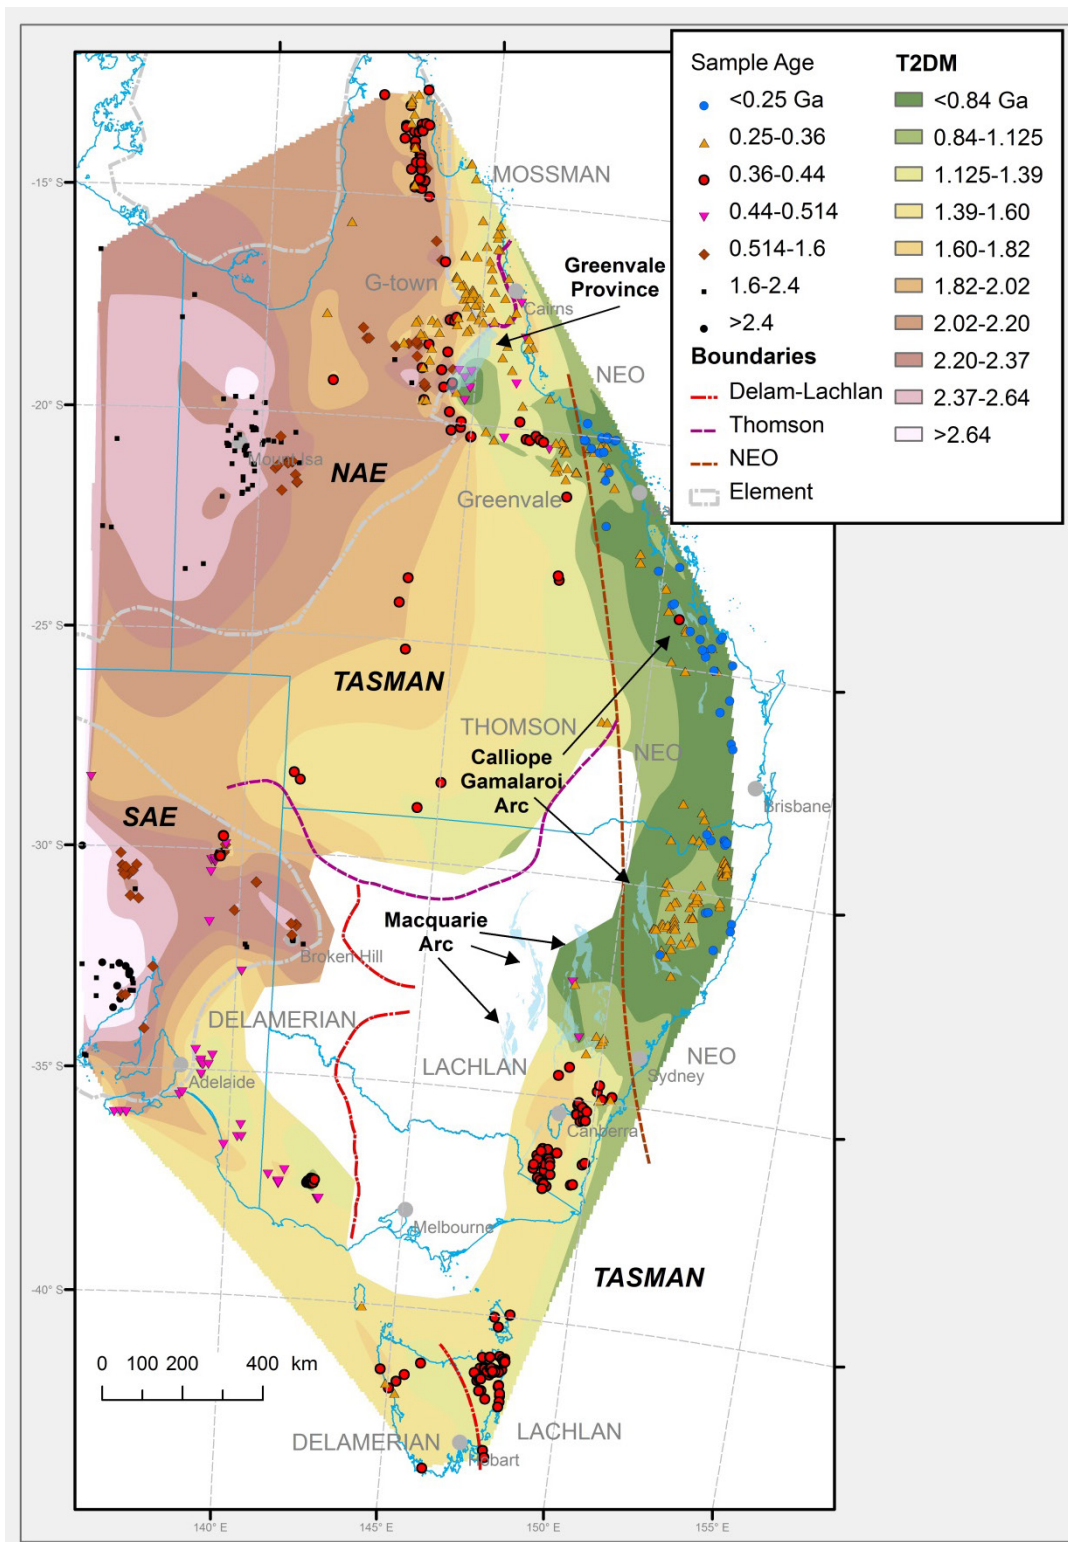 Sample Age
<0.25 Ga
0.25-0.36
0.36-0.44
0.44-0.514
0.514-1.6
1.6-2.4
>2.4
Boundaries
Delam-Lachlan
Thomson
NEO
Element
T2DM
<0.84 Ga
0.84-1.125
1.125-1.39
1.39-1.60
1.60-1.82
1.82-2.02
2.02-2.20
2.20-2.37
2.37-2.64
>2.64
-15° S
MOSSMAN
Greenvale
Province
G-town
Cairns
NEO
-20° S
Mount Isa
NAE
Greenvale
-25° S
TASMAN
THOMSON
NEO
Calliope
Gamalaroi
Arc
Brisbane
SAE
-30° S
Macquarie
Arc
Broken Hill
DELAMERIAN
LACHLAN
NEO
-35° S
Adelaide
Sydney
Canberra
Melbourne
TASMAN
-40° S
0 100 200 400 km
DELAMERIAN
LACHLAN
Hobart
140° E
145° E
150° E
155° E